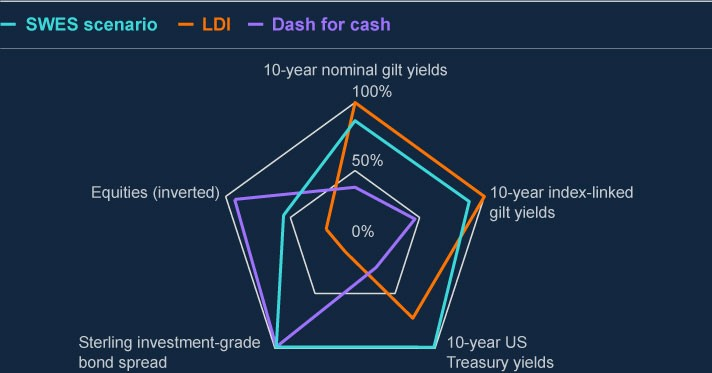 SWES scenario LDI Dash for cash
10-year nominal gilt yields
100%
50%
Equities (inverted)
10-year index-linked
gilt yields
0%
Sterling investment-grade
bond spread
10-year US
Treasury yields